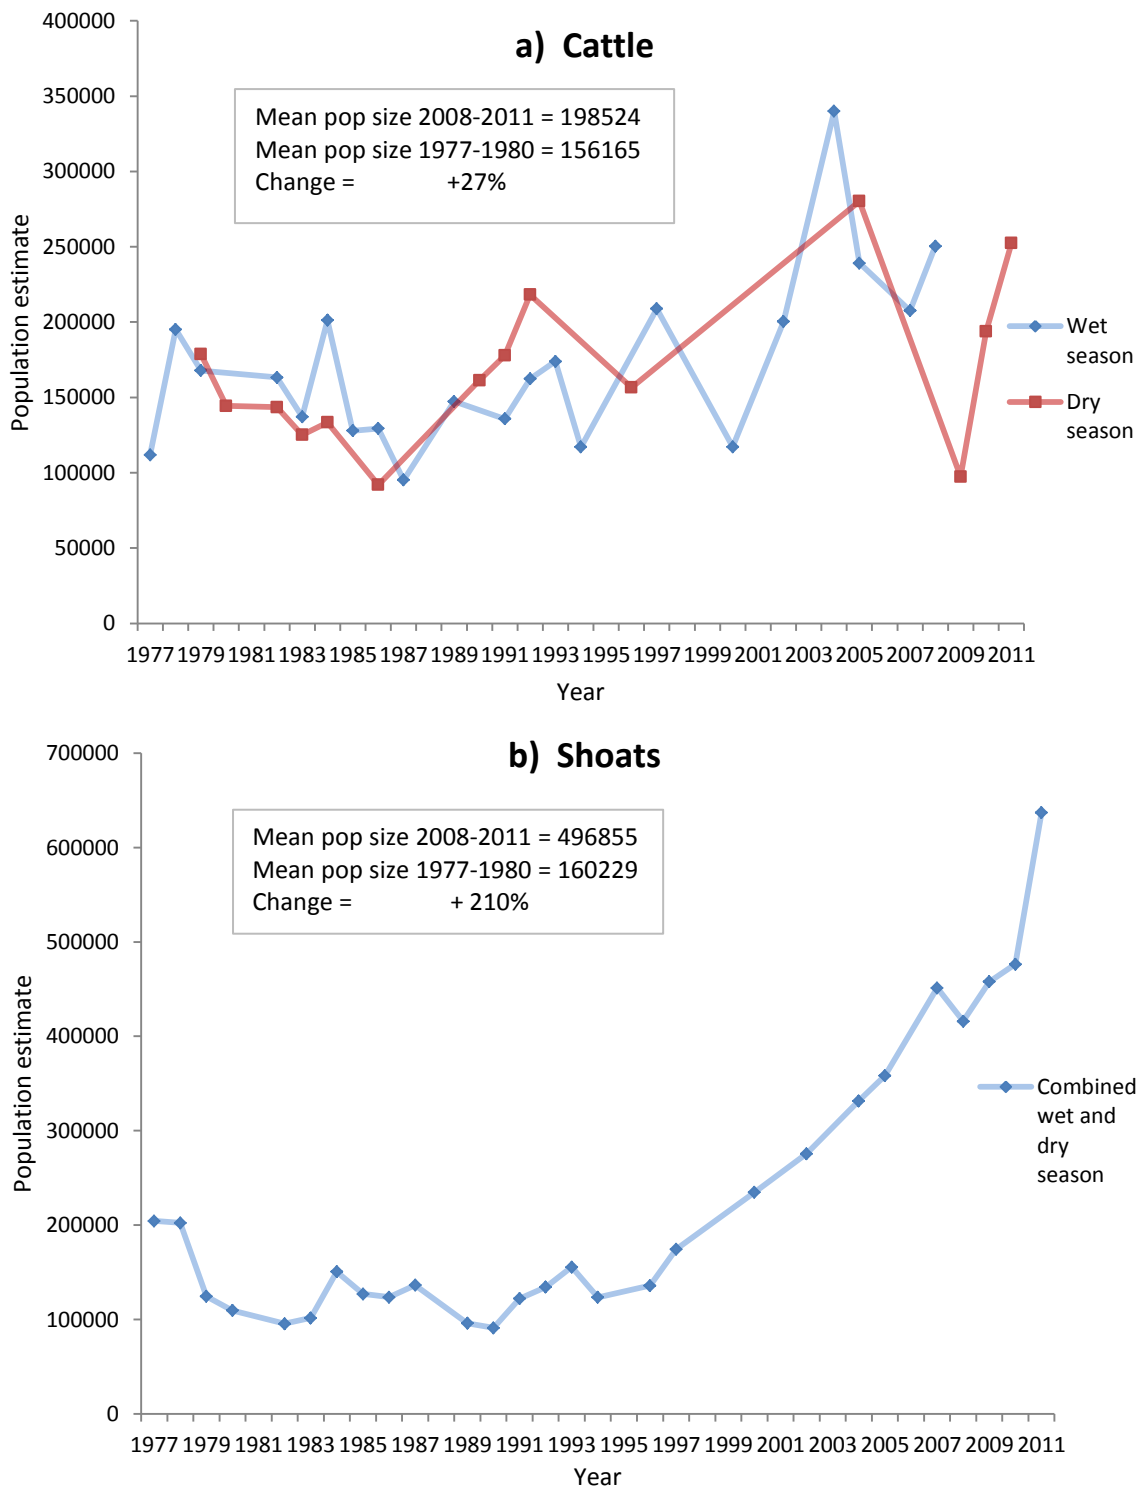 a) Cattle
400000
350000
300000
250000
200000
150000
100000
50000
0
Population estimate
Mean pop size 2008-2011 = 198524
Mean pop size 1977-1980 = 156165
Change = +27%
Wet
season
Dry
season
1977 1979 1981 1983 1985 1987 1989 1991 1993 1995 1997 1999 2001 2003 2005 2007 2009 2011
Year
b) Shoats
700000
600000
500000
400000
300000
200000
100000
0
Population estimate
Mean pop size 2008-2011 = 496855
Mean pop size 1977-1980 = 160229
Change = + 210%
Combined
wet and
dry
season
1977 1979 1981 1983 1985 1987 1989 1991 1993 1995 1997 1999 2001 2003 2005 2007 2009 2011
Year